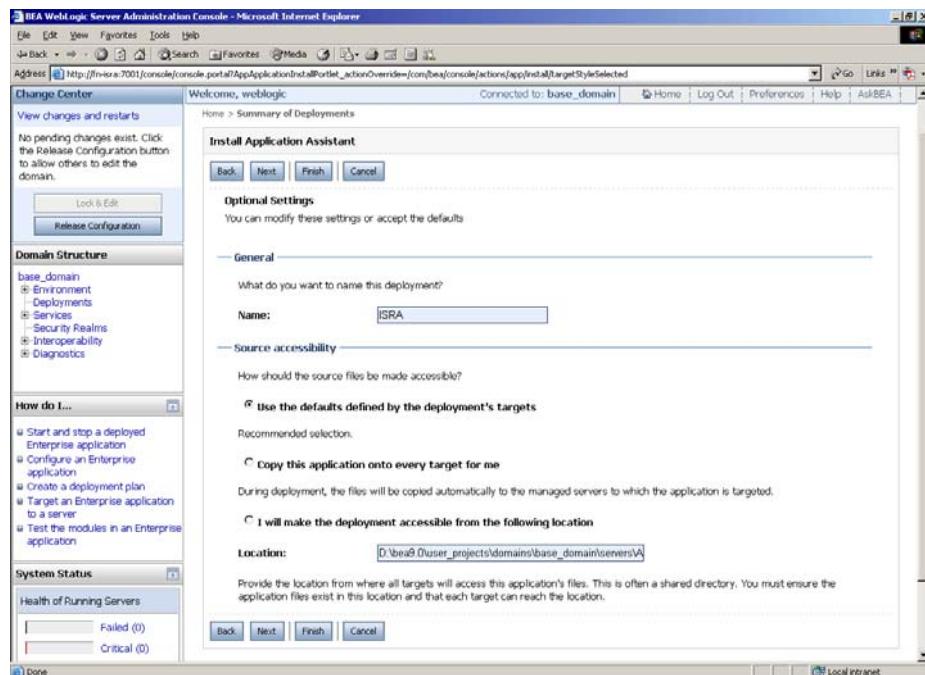 BEA WebLogic Server Administration Console - Microsoft Internet Explorer
File Edit View Favorites Tools Help
Back Search Favorites Media
Address http://fn-isra:7001/console/console.portal?AppApplicationInstallPortlet_actionOverride=/com/bea/console/actions/app/install/targetStyleSelected Go Links »
Change Center
View changes and restarts
No pending changes exist. Click
the Release Configuration button
to allow others to edit the
domain.
Lock & Edit
Release Configuration
Domain Structure
base_domain
Environment
Deployments
Services
Security Realms
Interoperability
Diagnostics
How do I...
Start and stop a deployed
Enterprise application
Configure an Enterprise
application
Create a deployment plan
Target an Enterprise application
to a server
Test the modules in an Enterprise
application
System Status
Health of Running Servers
Failed (0)
Critical (0)
Welcome, weblogic Connected to: base_domain Home Log Out Preferences Help AskBEA
Home > Summary of Deployments
Install Application Assistant
Back Next Finish Cancel
Optional Settings
You can modify these settings or accept the defaults
General
What do you want to name this deployment?
Name: ISRA
Source accessibility
How should the source files be made accessible?
Use the defaults defined by the deployment's targets
Recommended selection.
Copy this application onto every target for me
During deployment, the files will be copied automatically to the managed servers to which the application is targeted.
I will make the deployment accessible from the following location
Location: D:\bea9.0\user_projects\domains\base_domain\servers\A
Provide the location from where all targets will access this application's files. This is often a shared directory. You must ensure the
application files exist in this location and that each target can reach the location.
Back Next Finish Cancel
Done Local intranet